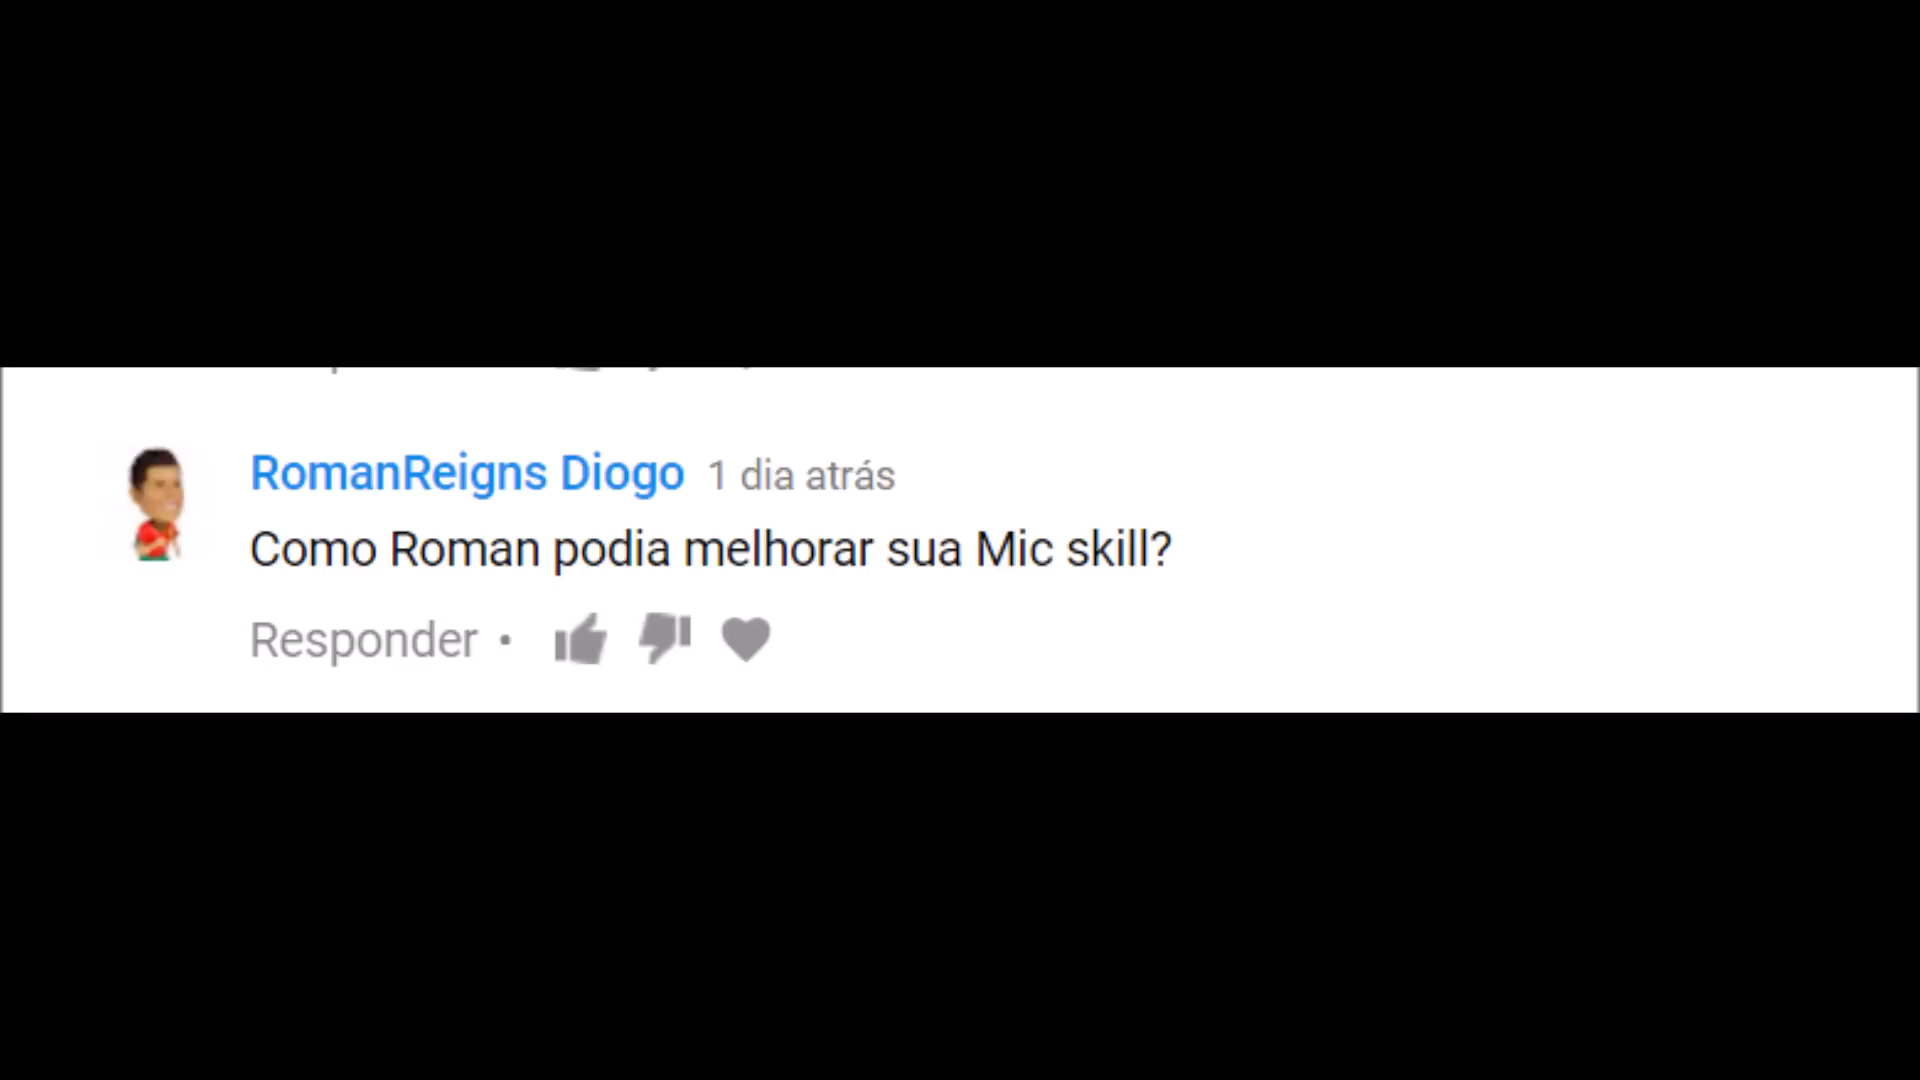 RomanReigns Diogo 1 dia atrás
Como Roman podia melhorar sua Mic skill?
Responder •